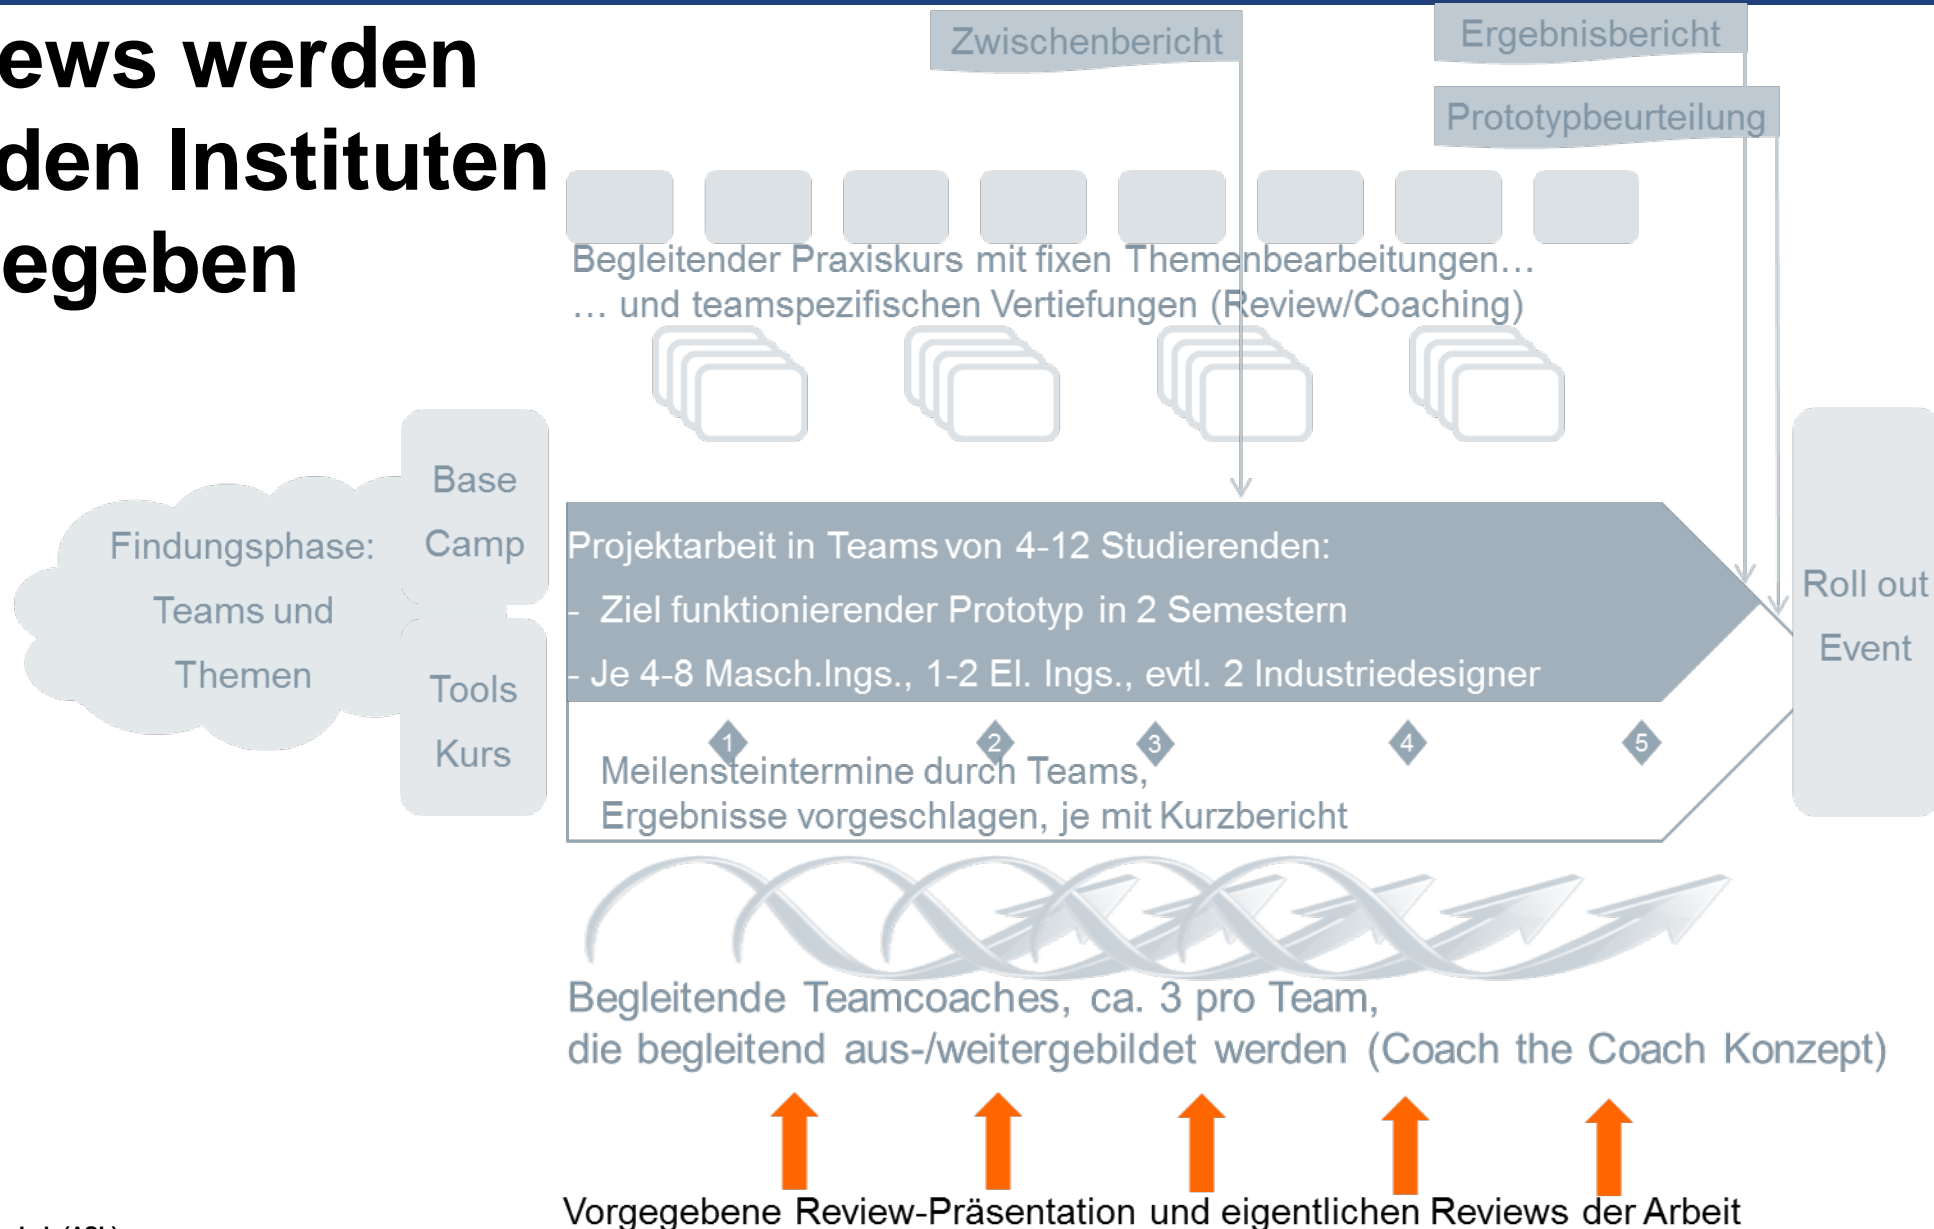 ews werden
den Instituten
egeben
Zwischenbericht
Ergebnisbericht
Prototypbeurteilung
Begleitender Praxiskurs mit fixen Themenbearbeitungen…
… und teamspezifischen Vertiefungen (Review/Coaching)
Findungsphase:
Teams und
Themen
Base
Camp
Tools
Kurs
Projektarbeit in Teams von 4-12 Studierenden:
- Ziel funktionierender Prototyp in 2 Semestern
- Je 4-8 Masch.Ings., 1-2 El. Ings., evtl. 2 Industriedesigner
1
2
3
4
5
Meilensteintermine durch Teams,
Ergebnisse vorgeschlagen, je mit Kurzbericht
Roll out
Event
Begleitende Teamcoaches, ca. 3 pro Team,
die begleitend aus-/weitergebildet werden (Coach the Coach Konzept)
Vorgegebene Review-Präsentation und eigentlichen Reviews der Arbeit